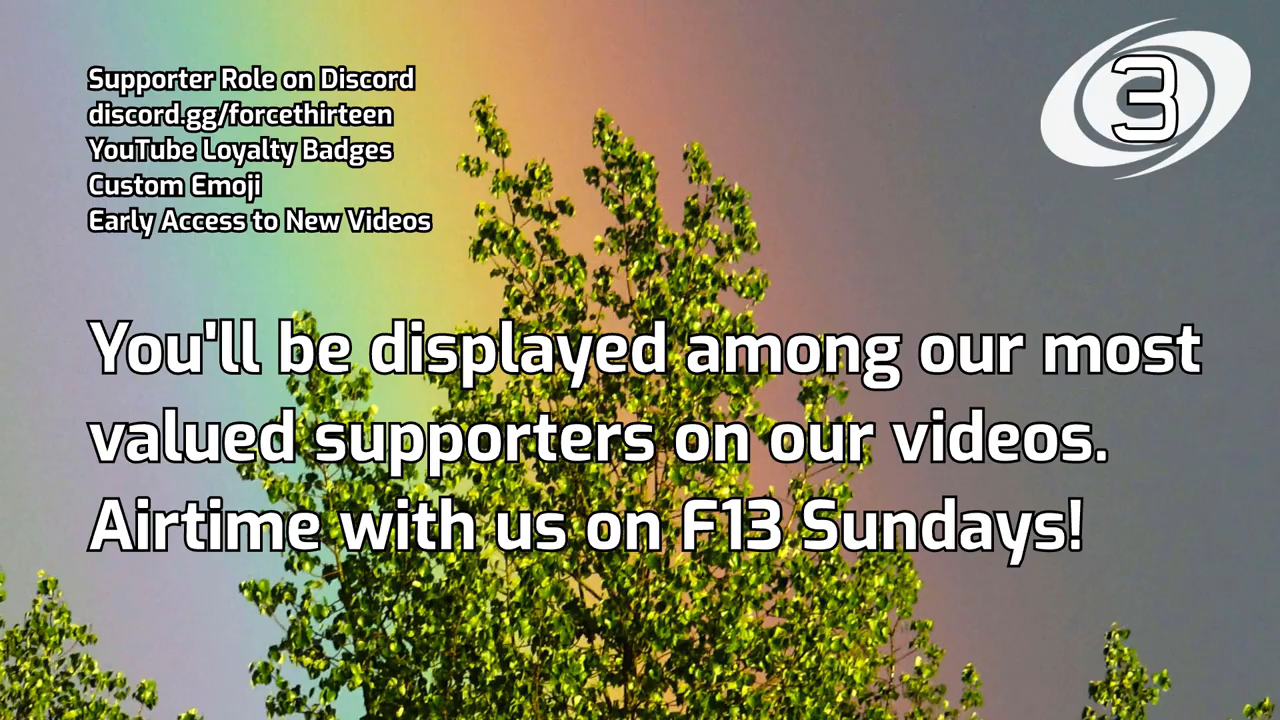 Supporter Role on Discord
discord.gg/forcethirteen
YouTube Loyalty Badges
Custom Emoji
Early Access to New Videos
3
You'll be displayed among our most
valued supporters on our videos.
Airtime with us on F13 Sundays!